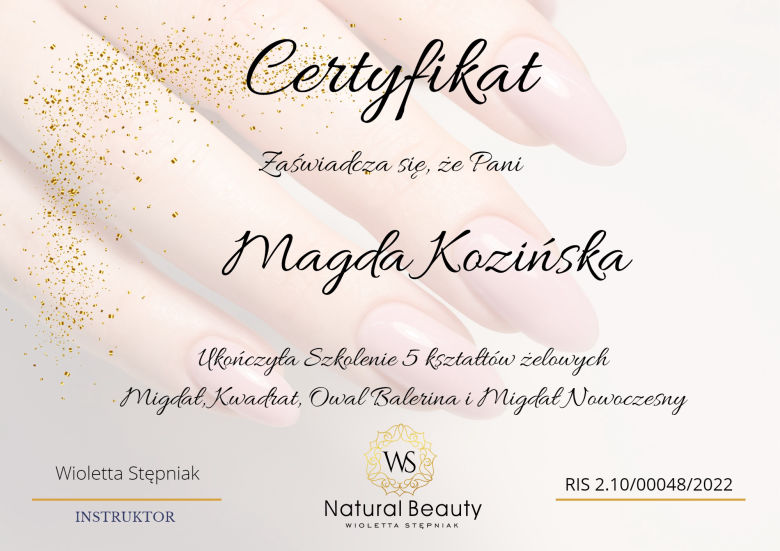 Certyfikat
Zaświadcza się, że Pani
Magda Kozińska
Ukończyła Szkolenie 5 kształtów żelowych
Migdał, Kwadrat, Owal Balerina i Migdał Nowoczesny
Wioletta Stępniak
INSTRUKTOR
WS
Natural Beauty
WIOLETTA STĘPNIAK
RIS 2.10/00048/2022